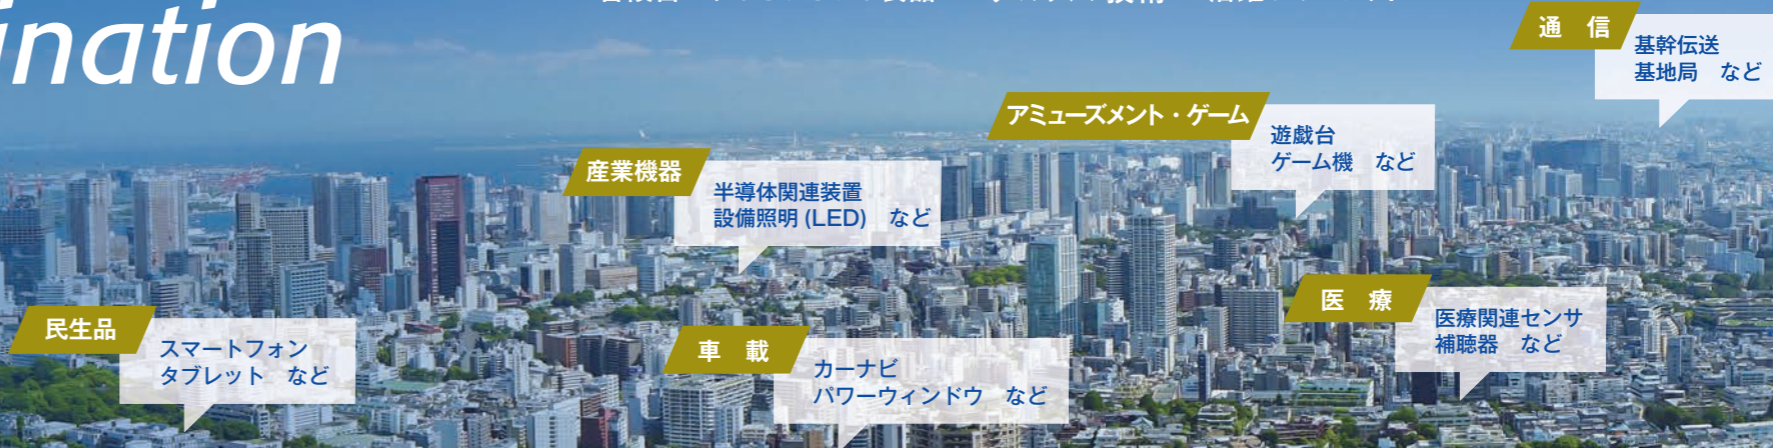 ination
通　信
基幹伝送
基地局　など
アミューズメント・ゲーム
遊戯台
ゲーム機　など
産業機器
半導体関連装置
設備照明 (LED)　など
医　療
医療関連センサ
補聴器　など
民生品
スマートフォン
タブレット　など
車　載
カーナビ
パワーウィンドウ　など